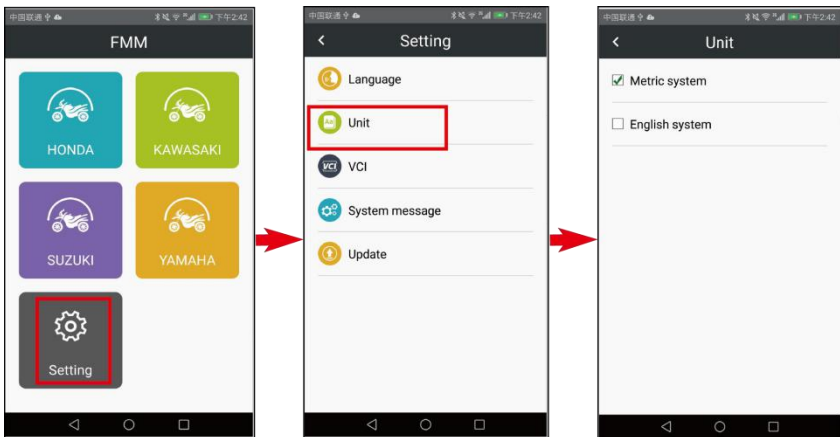 中国联通
下午2:42
FMM
HONDA
KAWASAKI
SUZUKI
YAMAHA
Setting
中国联通
下午2:42
Setting
Language
Unit
VCI
VCI
System message
Update
中国联通
下午2:42
Unit
Metric system
English system